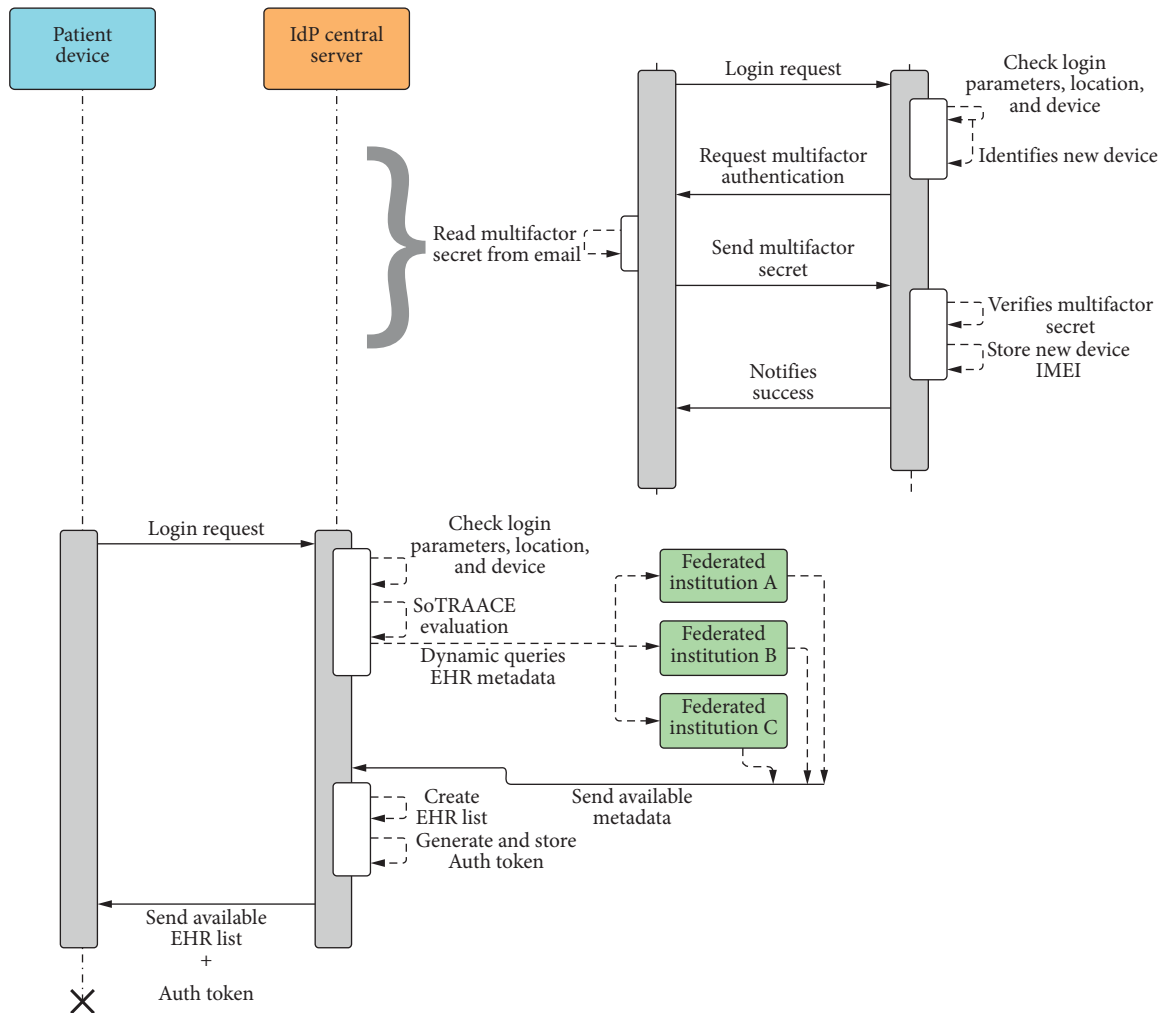 Patient
device
IdP central
server
Login request
Check login
parameters, location,
and device
Identifies new device
Request multifactor
authentication
Read multifactor
secret from email
Send multifactor
secret
Verifies multifactor
secret
Store new device
IMEI
Notifies
success
Login request
Check login
parameters, location,
and device
SoTRAACE
evaluation
Dynamic queries
EHR metadata
Federated
institution A
Federated
institution B
Federated
institution C
Send available
metadata
Create
EHR list
Generate and store
Auth token
Send available
EHR list
+
Auth token